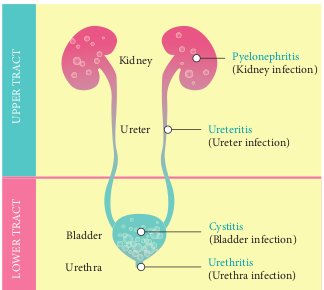 UPPER TRACT
Kidney
Pyelonephritis
(Kidney infection)
Ureter
Ureteritis
(Ureter infection)
LOWER TRACT
Bladder
Cystitis
(Bladder infection)
Urethra
Urethritis
(Urethra infection)